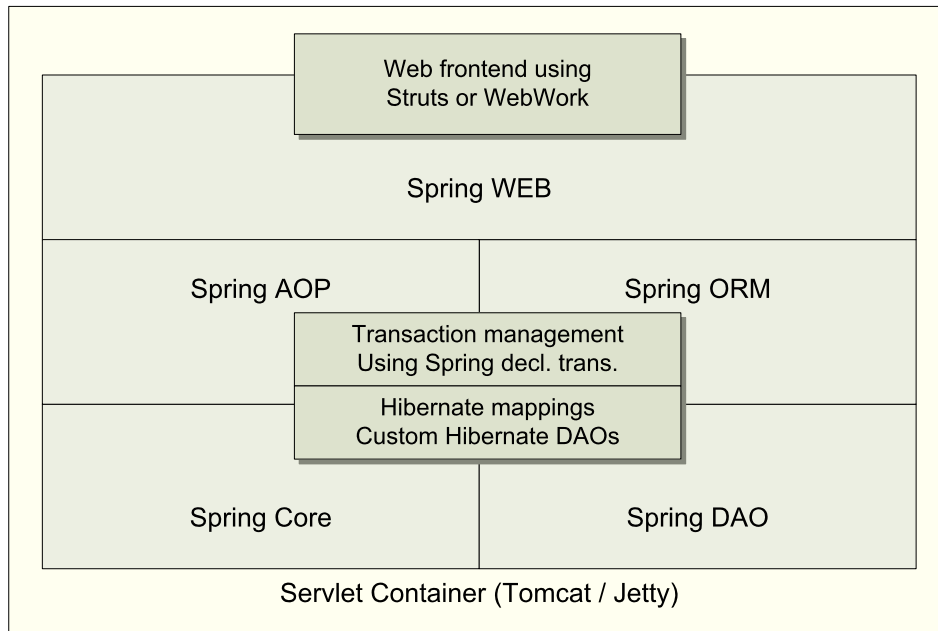 Web frontend using
Struts or WebWork
Spring WEB
Spring AOP
Spring ORM
Transaction management
Using Spring decl. trans.
Hibernate mappings
Custom Hibernate DAOs
Spring Core
Spring DAO
Servlet Container (Tomcat / Jetty)